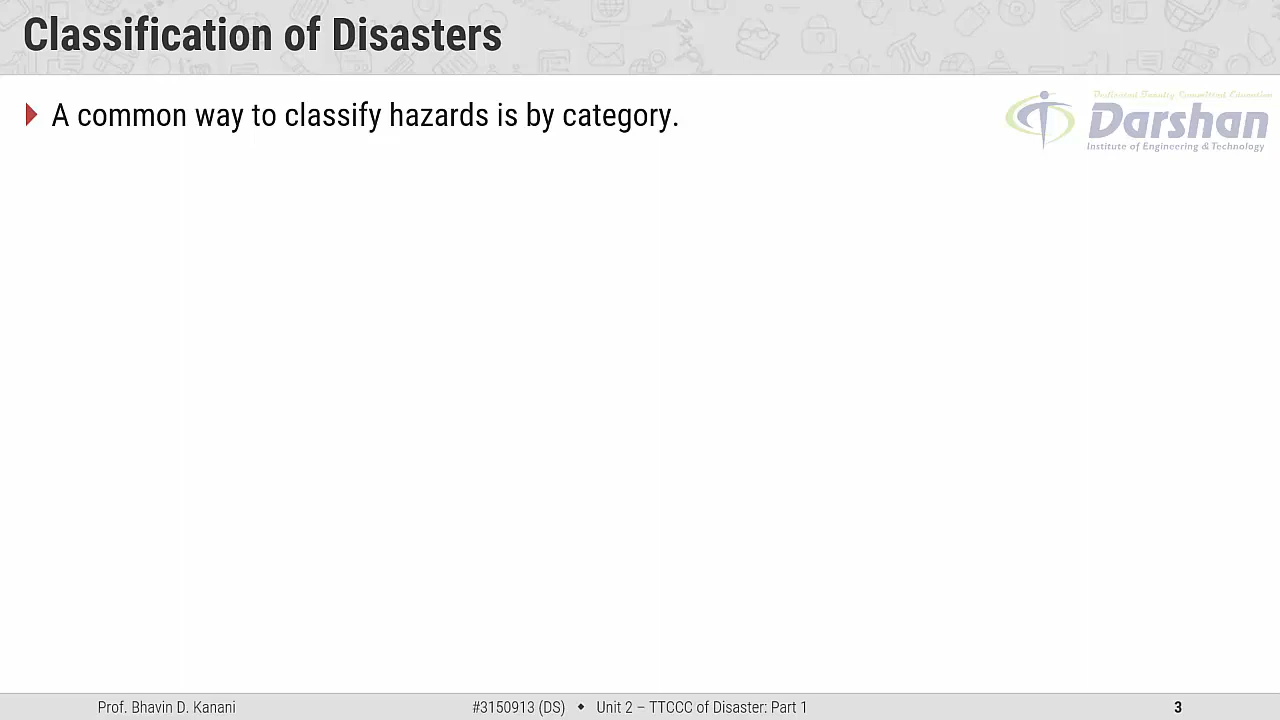 Classification of Disasters
A common way to classify hazards is by category.
Darshan
Institute of Engineering & Technology
Prof. Bhavin D. Kanani
#3150913 (DS) ◆ Unit 2 – TTCCC of Disaster: Part 1
3